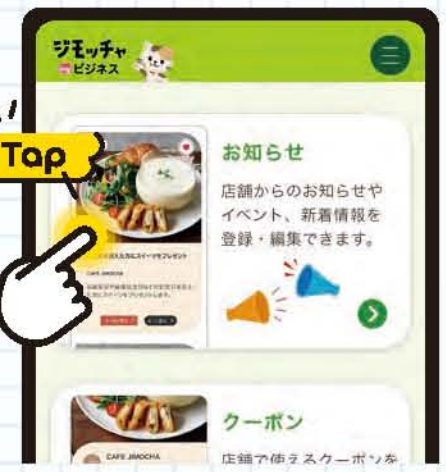 ジモッチャ
ビジネス
Tap
お知らせ
店舗からのお知らせや
イベント、新着情報を
登録・編集できます。
CAFE JIMOCHA
クーポン
CAFE JIMOCHA
店舗で使えるクーポンを